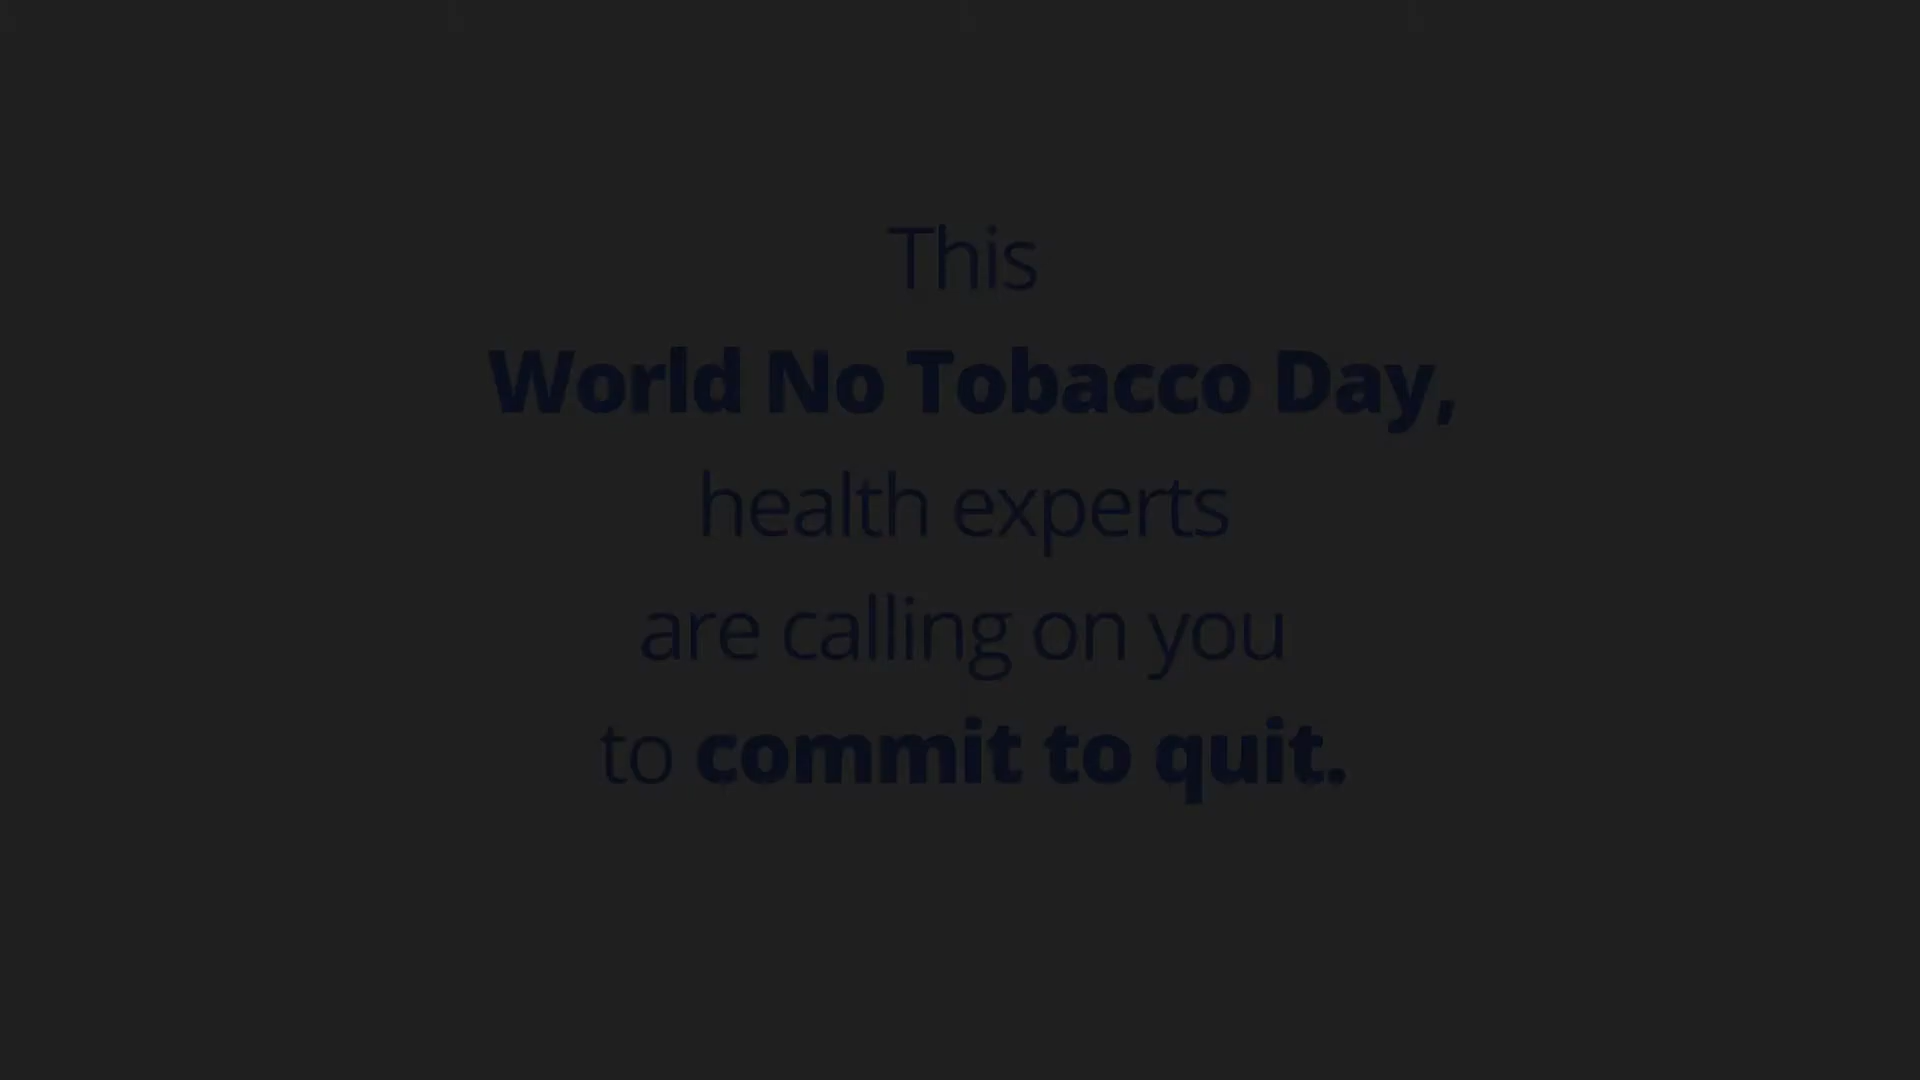 This
World No Tobacco Day,
health experts
are calling on you
to commit to quit.